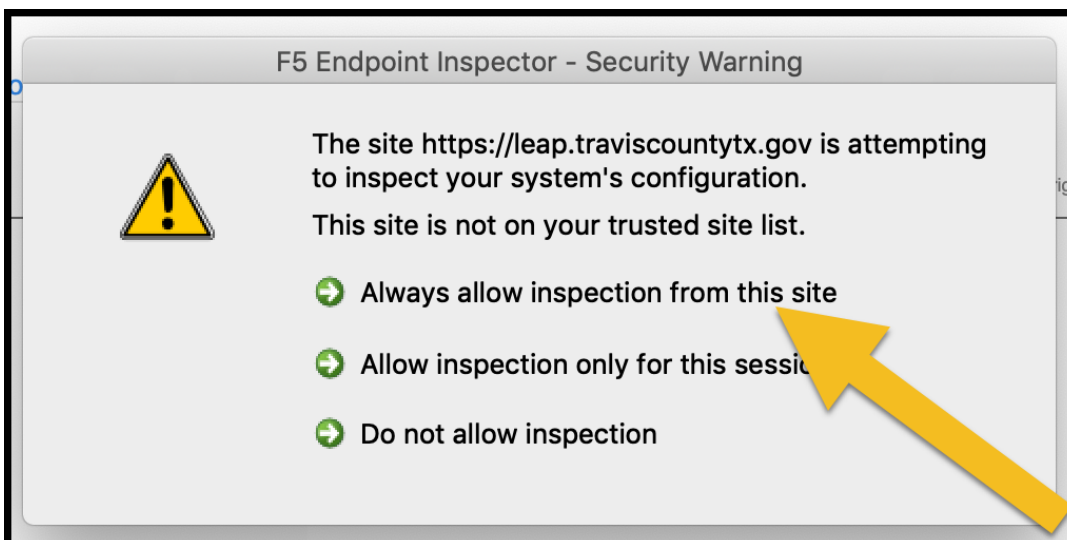 F5 Endpoint Inspector - Security Warning
The site https://leap.traviscountytx.gov is attempting
to inspect your system's configuration.
This site is not on your trusted site list.
Always allow inspection from this site
Allow inspection only for this
Do not allow inspection